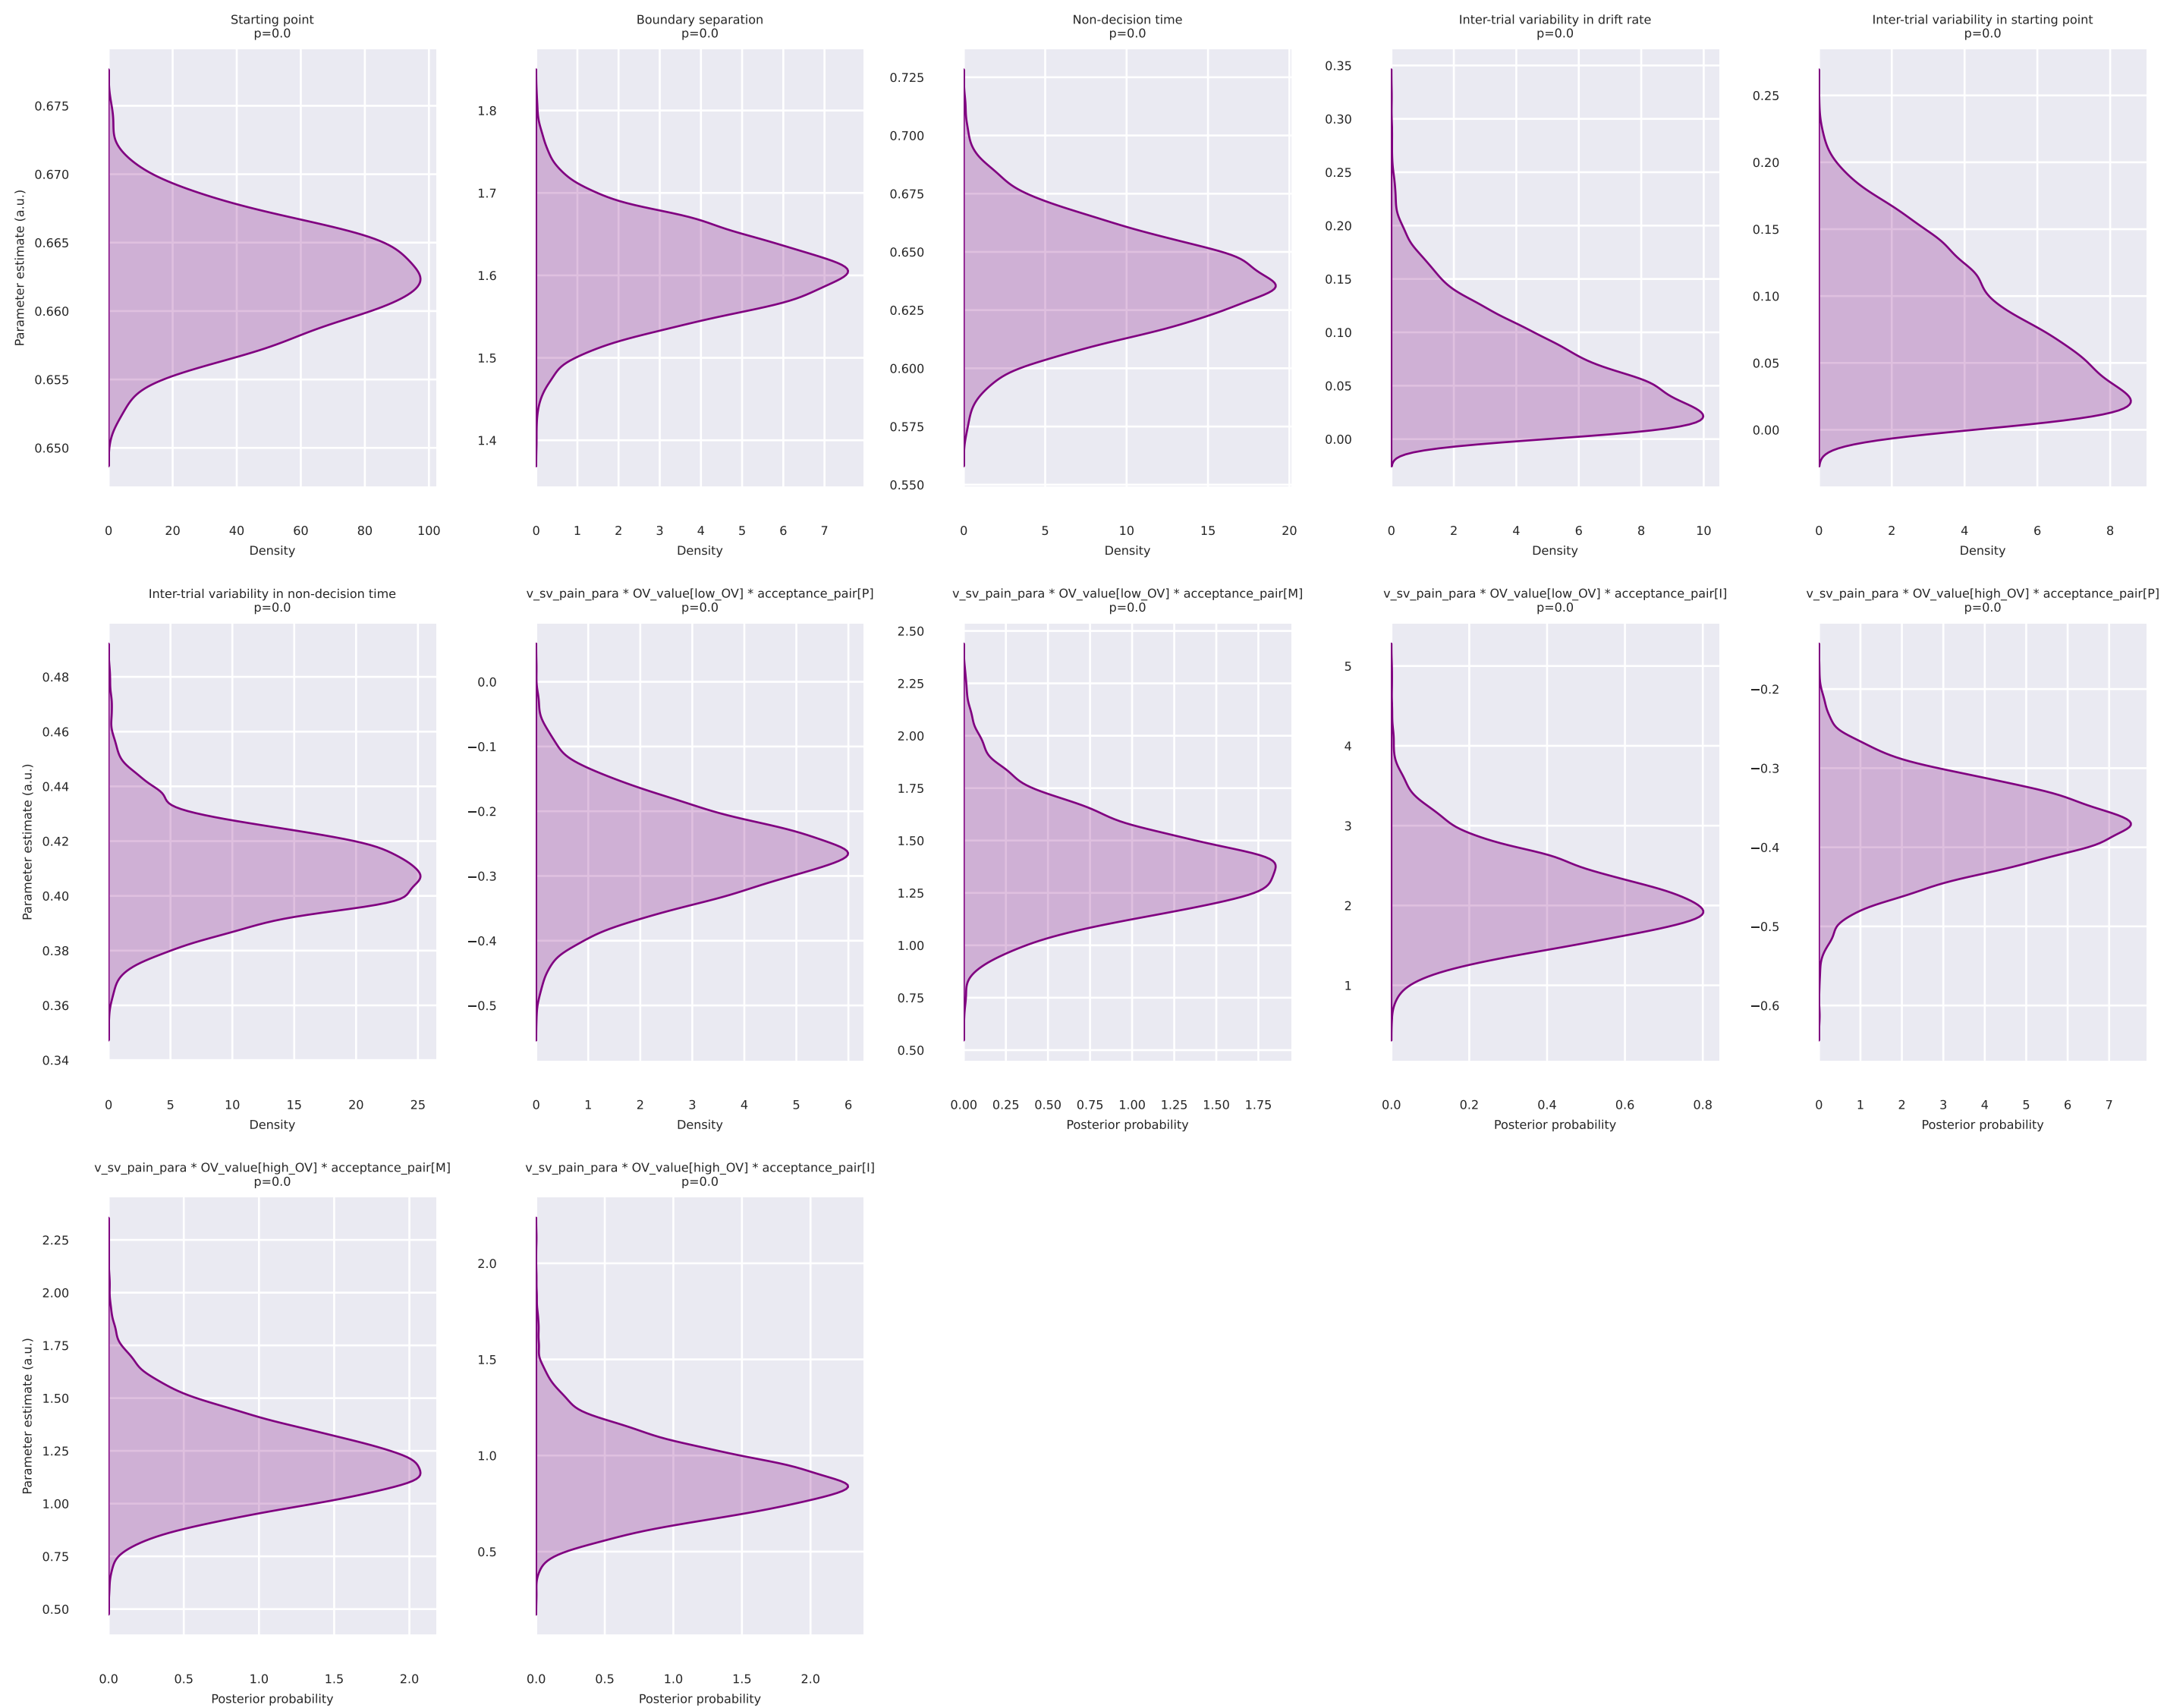 Starting point
p=0.0
Parameter estimate (a.u.)
0.675
0.670
0.665
0.660
0.655
0.650
0 20 40 60 80 100
Density
Boundary separation
p=0.0
1.8
1.7
1.6
1.5
1.4
0 1 2 3 4 5 6 7
Density
Non-decision time
p=0.0
0.725
0.700
0.675
0.650
0.625
0.600
0.575
0.550
0 5 10 15 20
Density
Inter-trial variability in drift rate
p=0.0
0.35
0.30
0.25
0.20
0.15
0.10
0.05
0.00
0 2 4 6 8 10
Density
Inter-trial variability in starting point
p=0.0
0.25
0.20
0.15
0.10
0.05
0.00
0 2 4 6 8
Density
Inter-trial variability in non-decision time
p=0.0
Parameter estimate (a.u.)
0.48
0.46
0.44
0.42
0.40
0.38
0.36
0.34
0 5 10 15 20 25
Density
v_sv_pain_para * OV_value[low_OV] * acceptance_pair[P]
p=0.0
0.0
−0.1
−0.2
−0.3
−0.4
−0.5
0 1 2 3 4 5 6
Density
v_sv_pain_para * OV_value[low_OV] * acceptance_pair[M]
p=0.0
2.50
2.25
2.00
1.75
1.50
1.25
1.00
0.75
0.50
0.00 0.25 0.50 0.75 1.00 1.25 1.50 1.75
Posterior probability
v_sv_pain_para * OV_value[low_OV] * acceptance_pair[I]
p=0.0
5
4
3
2
1
0.0 0.2 0.4 0.6 0.8
Posterior probability
v_sv_pain_para * OV_value[high_OV] * acceptance_pair[P]
p=0.0
−0.2
−0.3
−0.4
−0.5
−0.6
0 1 2 3 4 5 6 7
Posterior probability
v_sv_pain_para * OV_value[high_OV] * acceptance_pair[M]
p=0.0
Parameter estimate (a.u.)
2.25
2.00
1.75
1.50
1.25
1.00
0.75
0.50
0.0 0.5 1.0 1.5 2.0
Posterior probability
v_sv_pain_para * OV_value[high_OV] * acceptance_pair[I]
p=0.0
2.0
1.5
1.0
0.5
0.0 0.5 1.0 1.5 2.0
Posterior probability